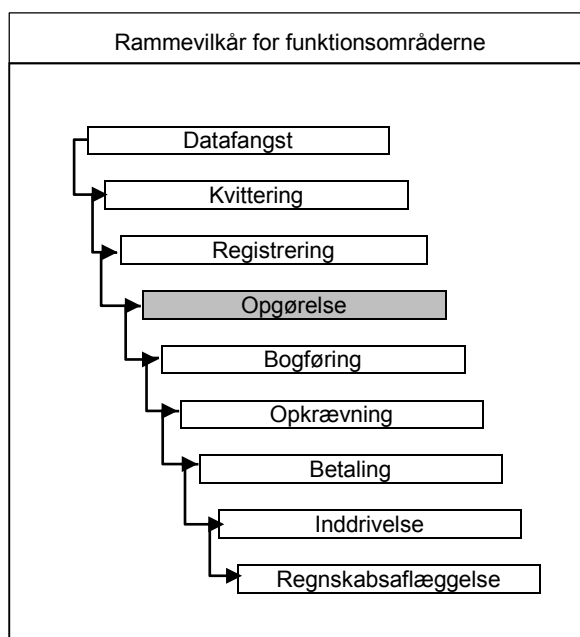 Rammevilkår for funktionsområderne
Datafangst
Kvittering
Registrering
Opgørelse
Bogføring
Opkrævning
Betaling
Inddrivelse
Regnskabsaflæggelse